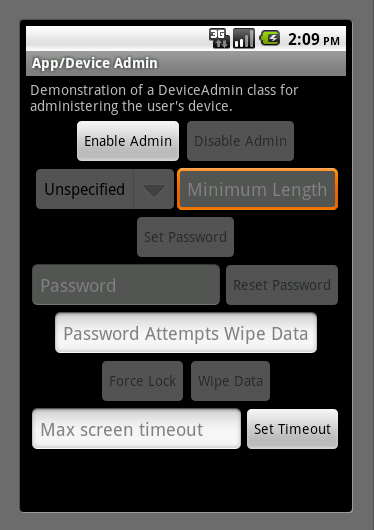 3G 2:09 PM
App/Device Admin
Demonstration of a DeviceAdmin class for
administering the user's device.
Enable Admin Disable Admin
Unspecified Minimum Length
Set Password
Password Reset Password
Password Attempts Wipe Data
Force Lock Wipe Data
Max screen timeout Set Timeout